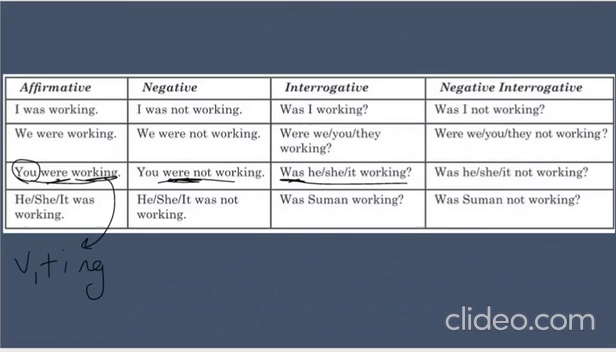 Affirmative Negative Interrogative Negative Interrogative
I was working. I was not working. Was I working? Was I not working?
We were working. We were not working. Were we/you/they Were we/you/they not working?
working?
You were working. You were not working. Was he/she/it working? Was he/she/it not working?
He/She/It was He/She/It was not Was Suman working? Was Suman not working?
working. working.
V₁+ing
clideo.com